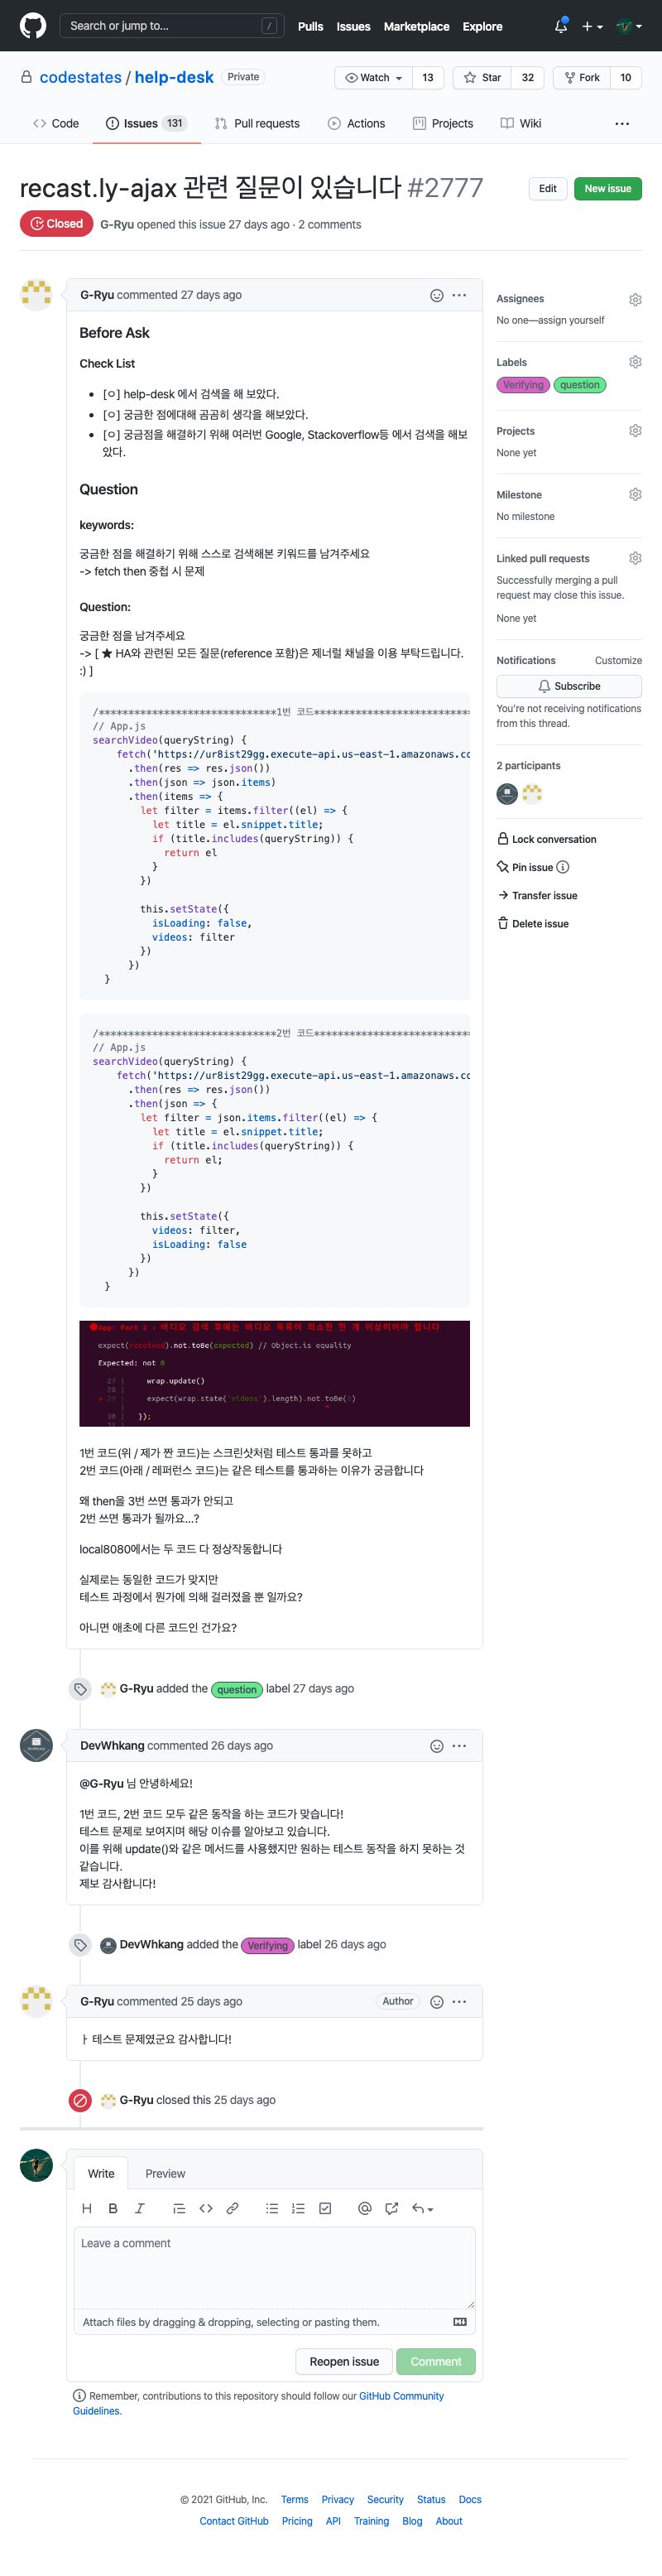 Search or jump to...
/
Pulls Issues Marketplace Explore
codestates / help-desk Private
Watch 13 Star 32 Fork 10
Code Issues 131 Pull requests Actions Projects Wiki
recast.ly-ajax 관련 질문이 있습니다 #2777
Edit New issue
Closed G-Ryu opened this issue 27 days ago · 2 comments
G-Ryu commented 27 days ago
Before Ask
Check List
[ㅇ] help-desk 에서 검색을 해 보았다.
[ㅇ] 궁금한 점에대해 곰곰히 생각을 해보았다.
[ㅇ] 궁금점을 해결하기 위해 여러번 Google, Stackoverflow등 에서 검색을 해보
았다.
Question
keywords:
궁금한 점을 해결하기 위해 스스로 검색해본 키워드를 남겨주세요
-> fetch then 중첩 시 문제
Question:
궁금한 점을 남겨주세요
-> [ ★ HA와 관련된 모든 질문(reference 포함)은 제너럴 채널을 이용 부탁드립니다.
:) ]
/******************************1번 코드***************************
// App.js
searchVideo(queryString) {
fetch('https://ur8ist29gg.execute-api.us-east-1.amazonaws.co
.then(res => res.json())
.then(json => json.items)
.then(items => {
let filter = items.filter((el) => {
let title = el.snippet.title;
if (title.includes(queryString)) {
return el
}
})
this.setState({
isLoading: false,
videos: filter
})
})
}
/******************************2번 코드***************************
// App.js
searchVideo(queryString) {
fetch('https://ur8ist29gg.execute-api.us-east-1.amazonaws.co
.then(res => res.json())
.then(json => {
let filter = json.items.filter((el) => {
let title = el.snippet.title;
if (title.includes(queryString)) {
return el;
}
})
this.setState({
videos: filter,
isLoading: false
})
})
}
App: Part 2 › 비디오 검색 후에는 비디오 목록이 최소한 한 개 이상이어야 합니다
expect(received).not.toBe(expected) // Object.is equality
Expected: not 0
27 | wrap.update()
28 |
> 29 | expect(wrap.state('videos').length).not.toBe(0)
| ^
30 | });
31 |
1번 코드(위 / 제가 짠 코드)는 스크린샷처럼 테스트 통과를 못하고
2번 코드(아래 / 레퍼런스 코드)는 같은 테스트를 통과하는 이유가 궁금합니다
왜 then을 3번 쓰면 통과가 안되고
2번 쓰면 통과가 될까요...?
local8080에서는 두 코드 다 정상작동합니다
실제로는 동일한 코드가 맞지만
테스트 과정에서 뭔가에 의해 걸러졌을 뿐 일까요?
아니면 애초에 다른 코드인 건가요?
G-Ryu added the question label 27 days ago
DevWhkang commented 26 days ago
@G-Ryu 님 안녕하세요!
1번 코드, 2번 코드 모두 같은 동작을 하는 코드가 맞습니다!
테스트 문제로 보여지며 해당 이슈를 알아보고 있습니다.
이를 위해 update()와 같은 메서드를 사용했지만 원하는 테스트 동작을 하지 못하는 것
같습니다.
제보 감사합니다!
DevWhkang added the Verifying label 26 days ago
G-Ryu commented 25 days ago Author
ㅏ 테스트 문제였군요 감사합니다!
G-Ryu closed this 25 days ago
Write Preview
Leave a comment
Attach files by dragging & dropping, selecting or pasting them.
Reopen issue Comment
Remember, contributions to this repository should follow our GitHub Community
Guidelines.
Assignees
No one—assign yourself
Labels
Verifying question
Projects
None yet
Milestone
No milestone
Linked pull requests
Successfully merging a pull
request may close this issue.
None yet
Notifications Customize
Subscribe
You're not receiving notifications
from this thread.
2 participants
Lock conversation
Pin issue
Transfer issue
Delete issue
© 2021 GitHub, Inc. Terms Privacy Security Status Docs
Contact GitHub Pricing API Training Blog About